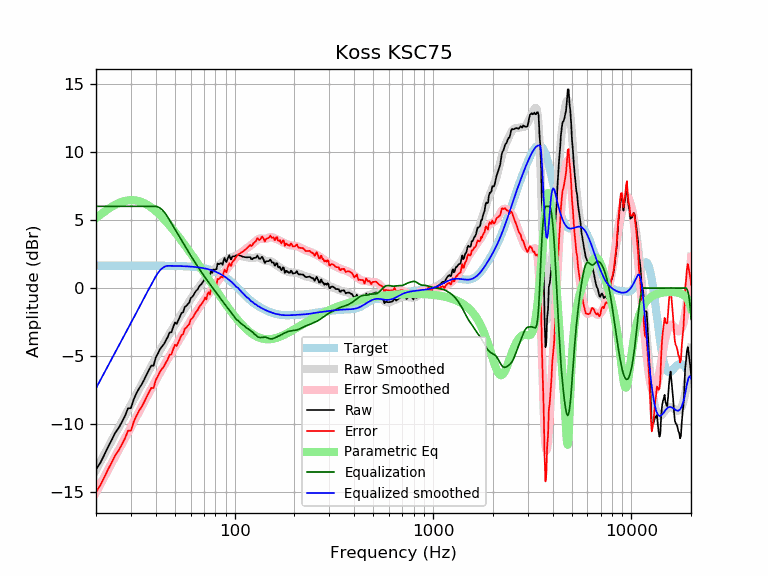 Koss KSC75
15
10
5
0
−5
−10
−15
Amplitude (dBr)
Target
Raw Smoothed
Error Smoothed
Raw
Error
Parametric Eq
Equalization
Equalized smoothed
100
1000
10000
Frequency (Hz)